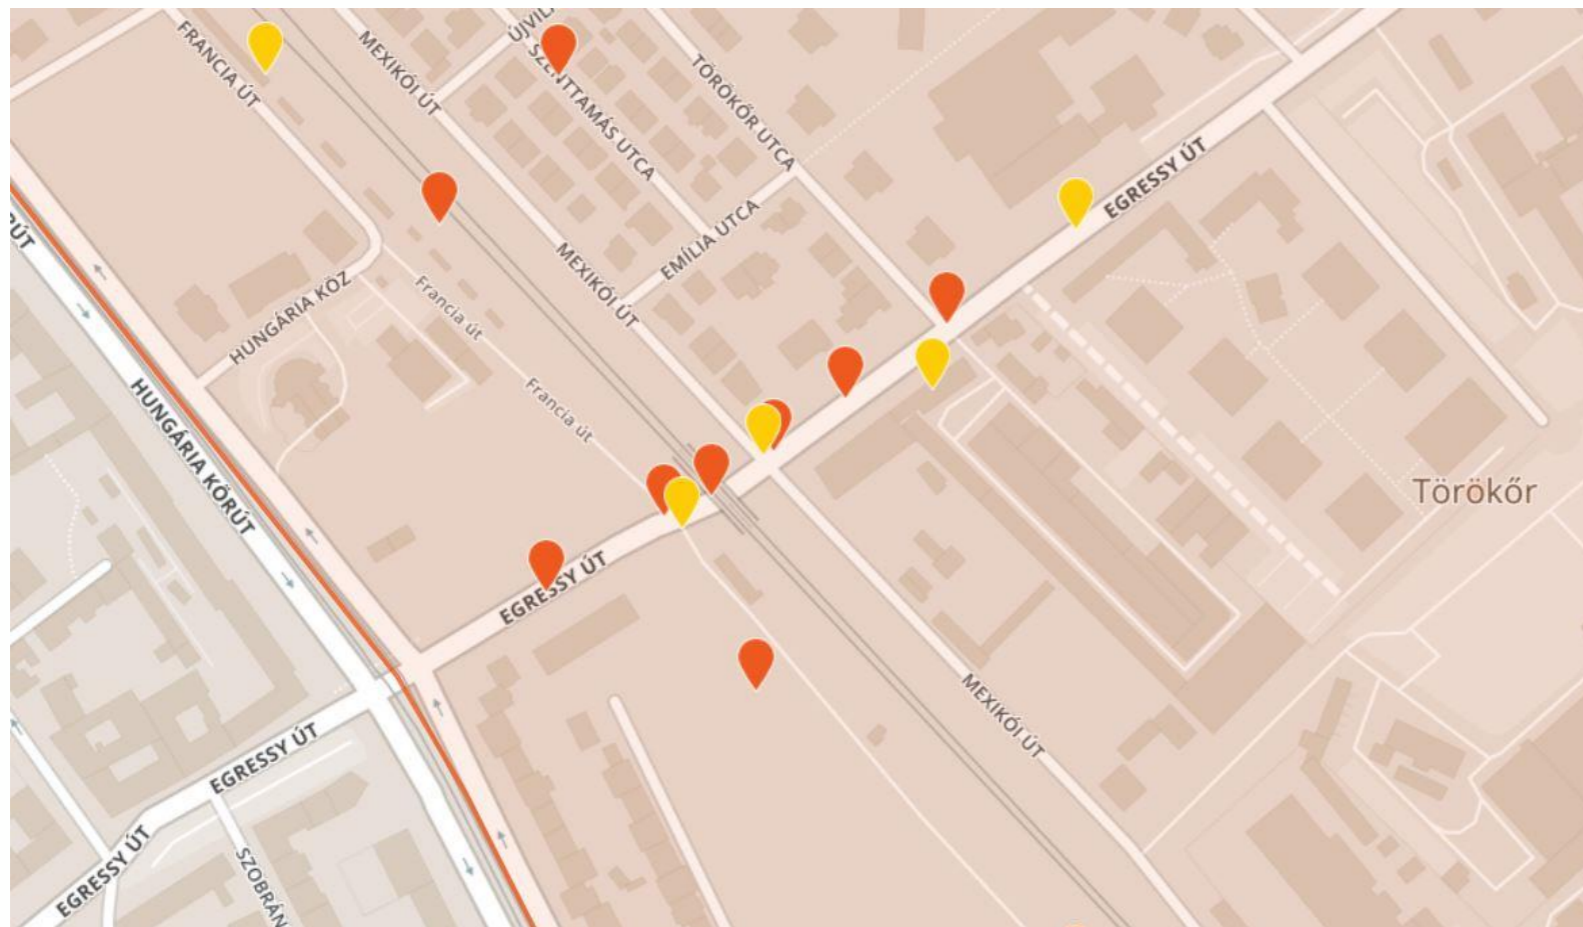 FRANCIA ÚT
MEXIKÓI ÚT
SZENTTAMÁS UTCA
TÖRÖKŐR UTCA
EGRESSY ÚT
EMÍLIA UTCA
MEXIKÓI ÚT
HUNGÁRIA KÖZ
Francia út
Francia út
HUNGÁRIA KÖRÚT
Törökőr
EGRESSY ÚT
MEXIKÓI ÚT
EGRESSY ÚT
EGRESSY ÚT
SZOBRÁN